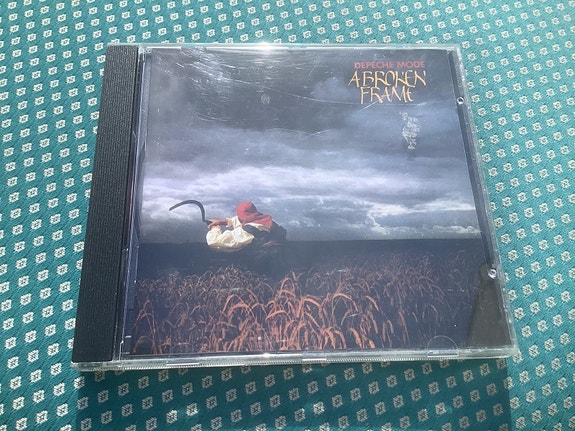 DEPECHE MODE
A BROKEN
FRAME